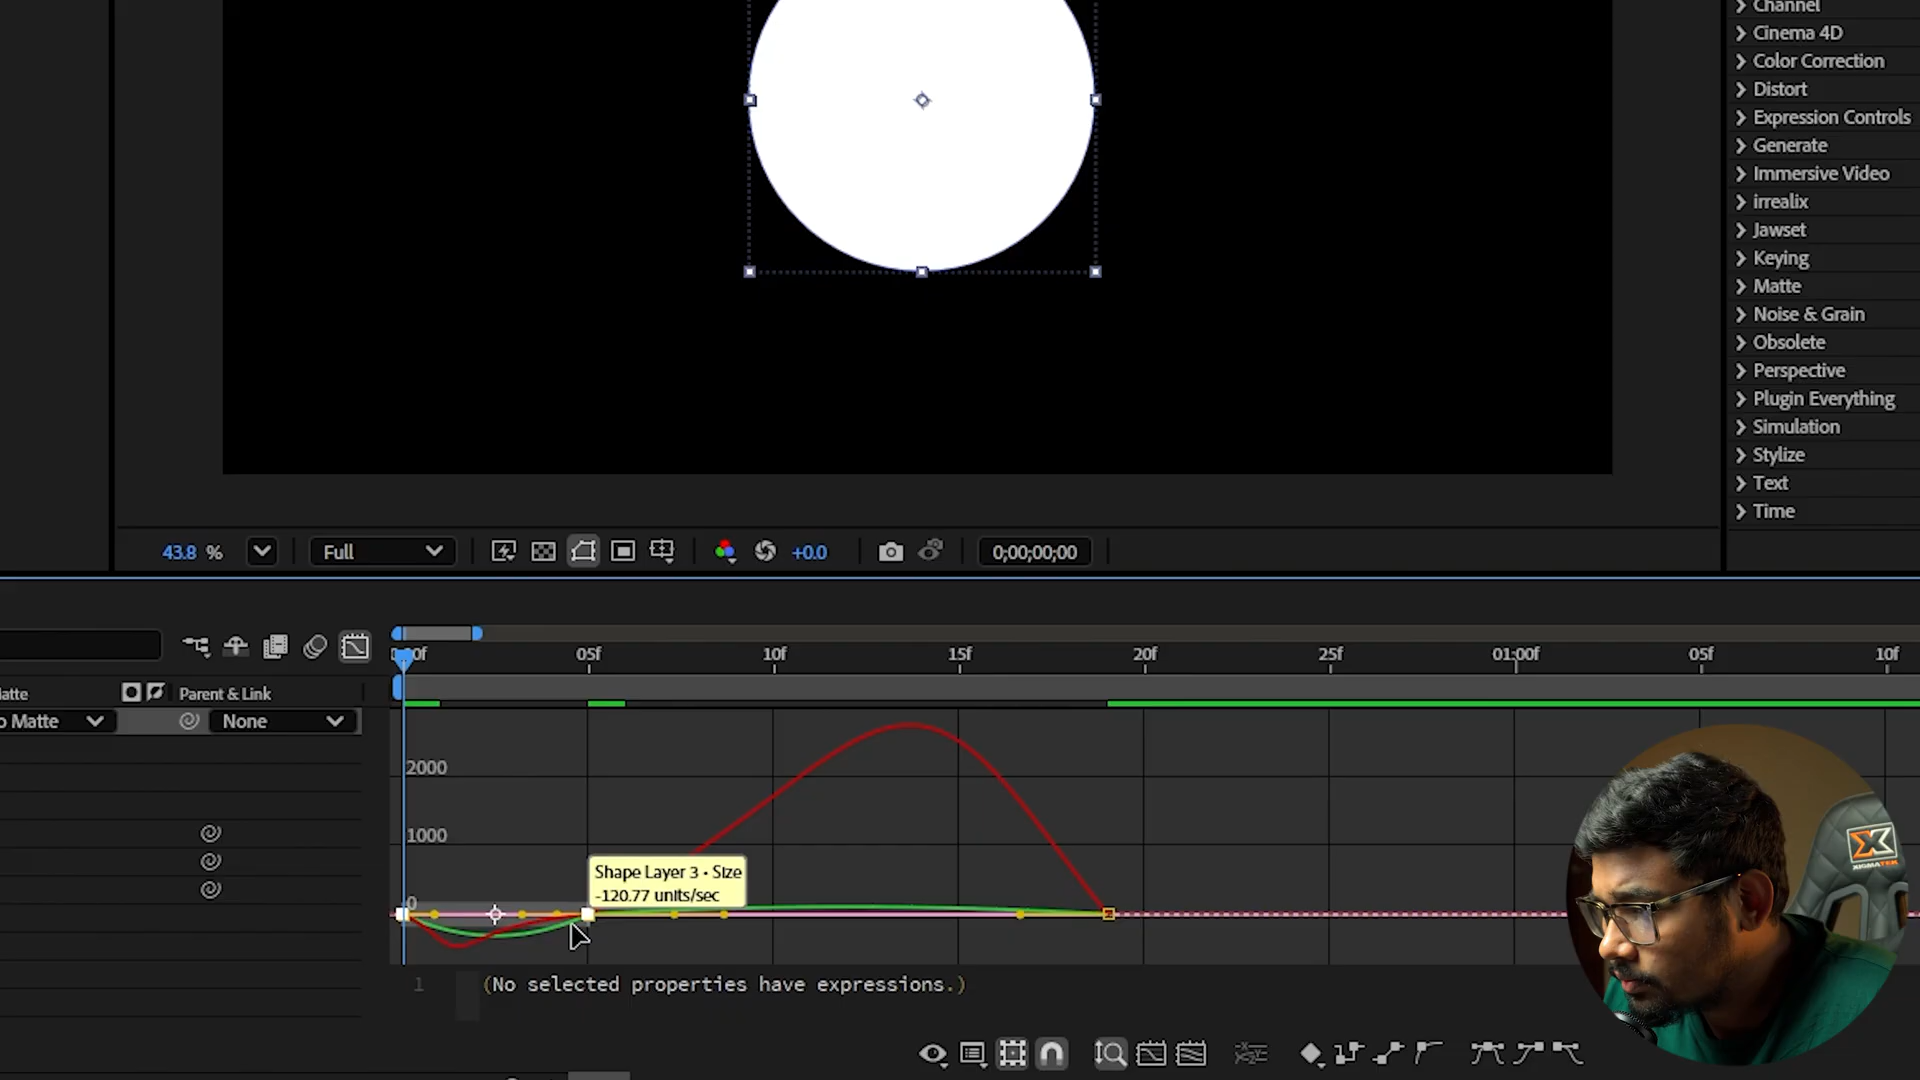 Channel
Cinema 4D
Color Correction
Distort
Expression Controls
Generate
Immersive Video
irrealix
Jawset
Keying
Matte
Noise & Grain
Obsolete
Perspective
Plugin Everything
Simulation
Stylize
Text
Time
43.8 %
Full
+0.0
0;00;00;00
05f
10f
15f
20f
25f
01:00f
05f
10f
atte
Parent & Link
o Matte
None
2000
1000
0
Shape Layer 3 • Size
-120.77 units/sec
1
(No selected properties have expressions.)
XIGMATEK